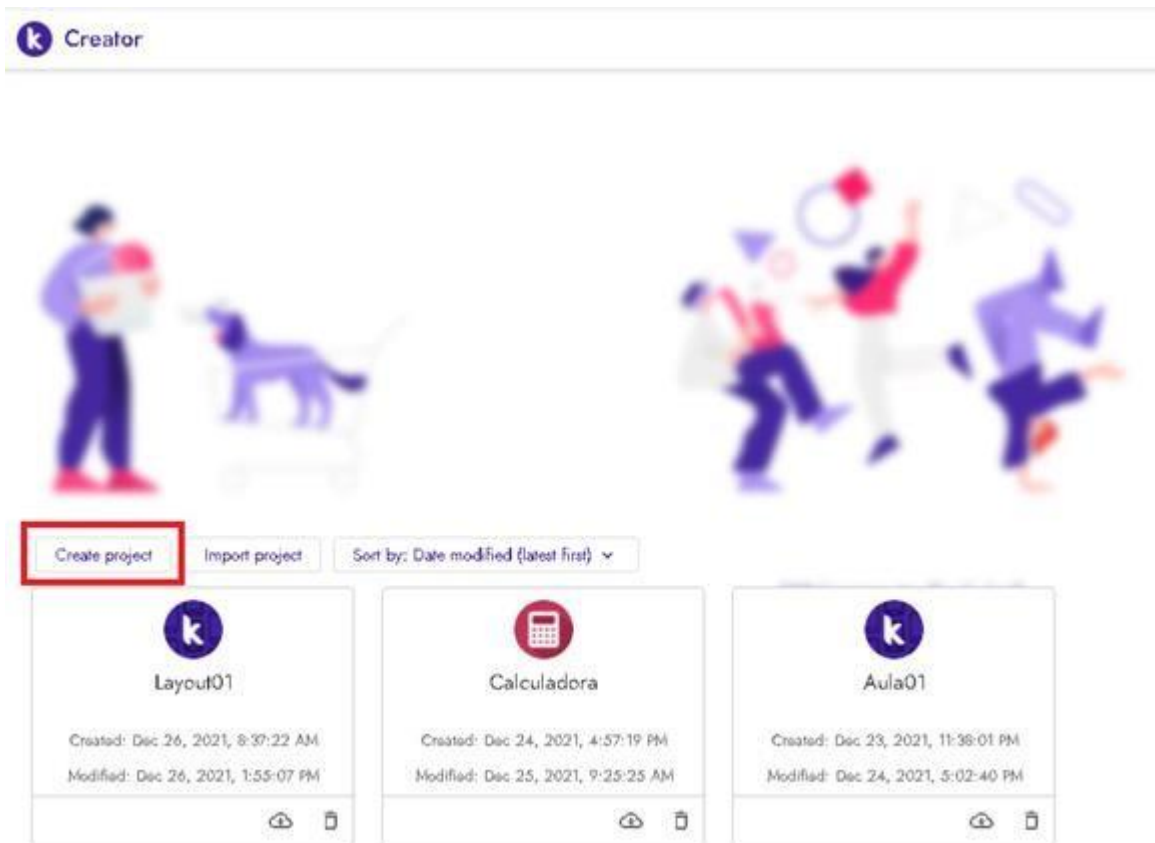 k Creator
Create project
Import project
Sort by: Date modified (latest first)
k
Layout01
Created: Dec 26, 2021, 8:37:22 AM
Modified: Dec 26, 2021, 1:55:07 PM
Calculadora
Created: Dec 24, 2021, 4:57:19 PM
Modified: Dec 25, 2021, 9:25:25 AM
k
Aula01
Created: Dec 23, 2021, 11:38:01 PM
Modified: Dec 24, 2021, 5:02:40 PM